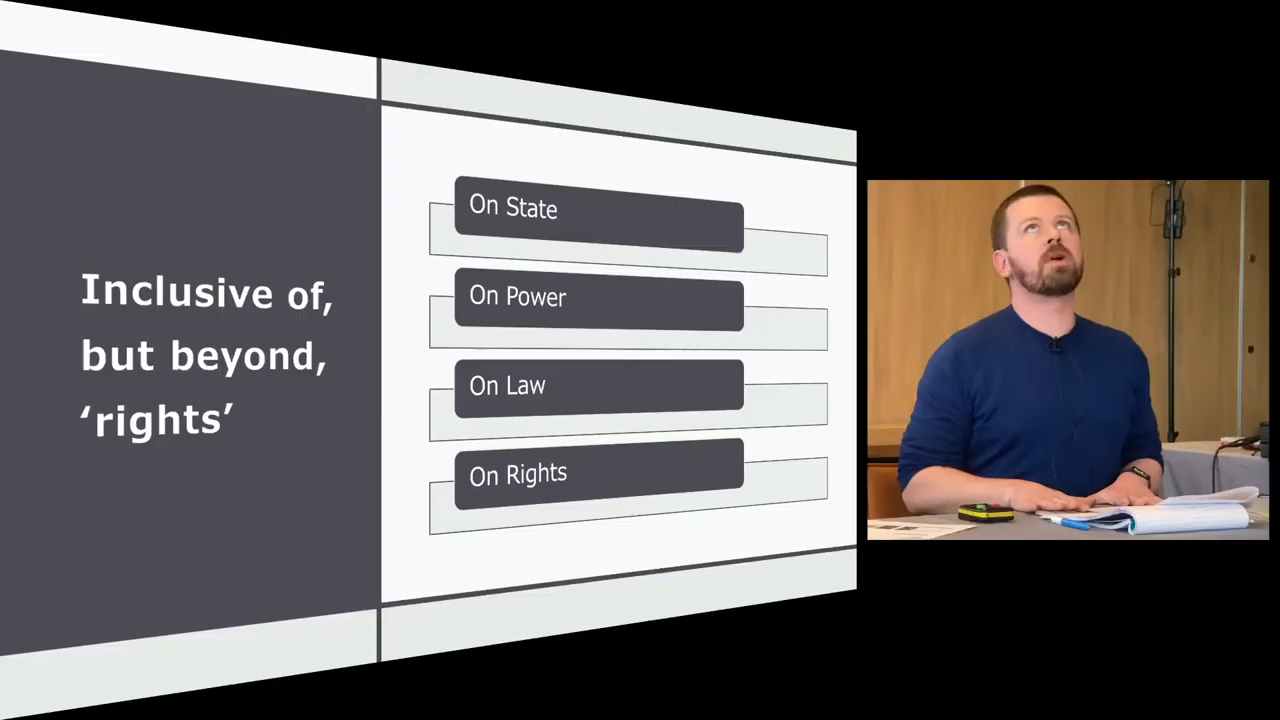 Inclusive of,
but beyond,
‘rights’
On State
On Power
On Law
On Rights